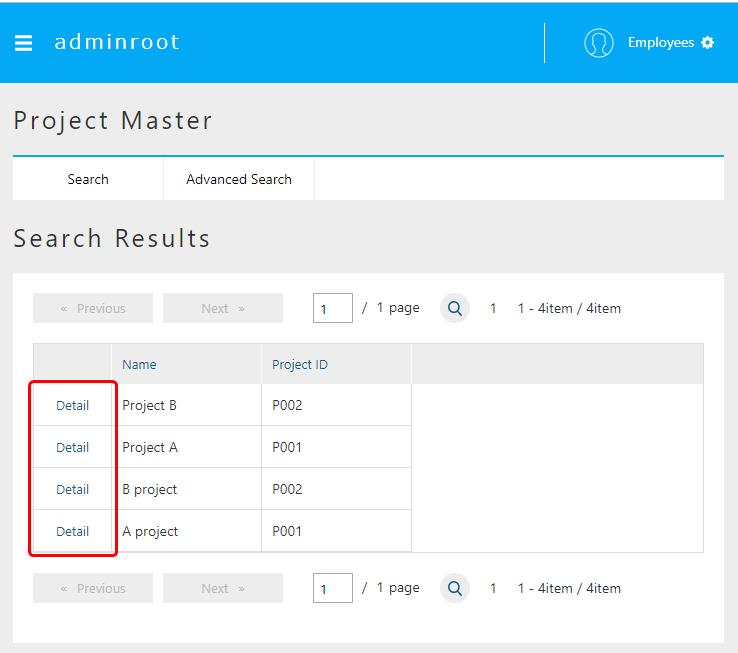 adminroot
Employees
Project Master
Search Advanced Search
Search Results
« Previous Next » 1 / 1 page 1 1 - 4item / 4item
Name Project ID
Detail Project B P002
Detail Project A P001
Detail B project P002
Detail A project P001
« Previous Next » 1 / 1 page 1 1 - 4item / 4item